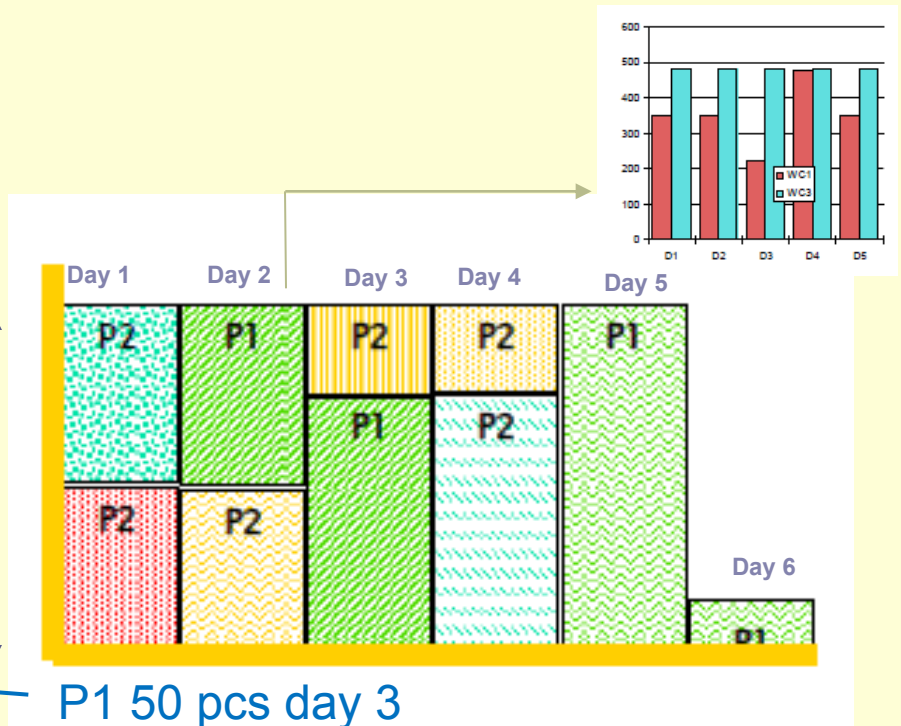 600
500
400
300
200
100
0
WC1
WC3
D1 D2 D3 D4 D5
Day 1 Day 2 Day 3 Day 4 Day 5
P2 P1 P2 P2 P1
P1 P2
P2 P2
Day 6
P1
P1 50 pcs day 3